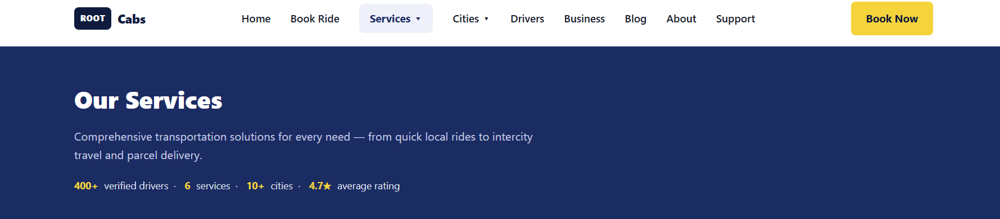 ROOT Cabs Home Book Ride Services ▼ Cities ▼ Drivers Business Blog About Support Book Now
Our Services
Comprehensive transportation solutions for every need — from quick local rides to intercity
travel and parcel delivery.
400+ verified drivers · 6 services · 10+ cities · 4.7★ average rating